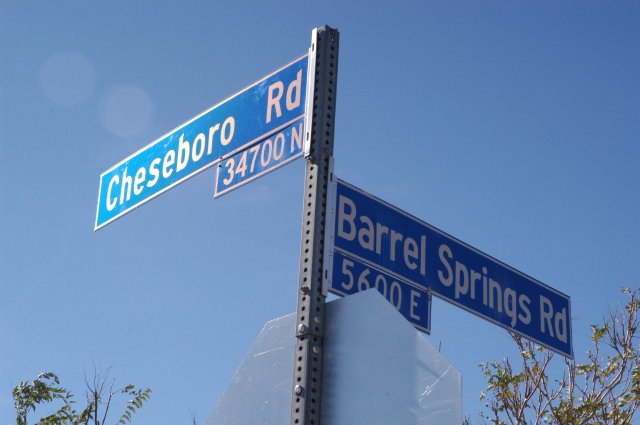 Cheseboro Rd
34700 N
Barrel Springs Rd
5600 E